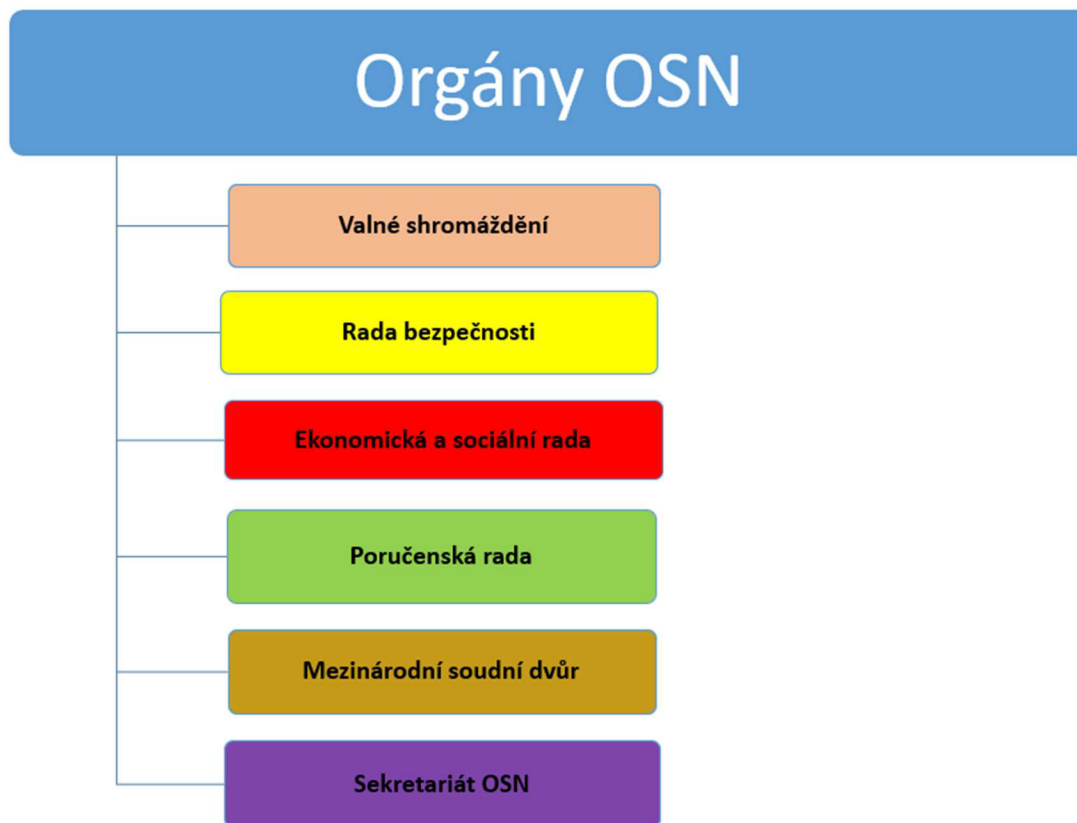 Orgány OSN
Valné shromáždění
Rada bezpečnosti
Ekonomická a sociální rada
Poručenská rada
Mezinárodní soudní dvůr
Sekretariát OSN